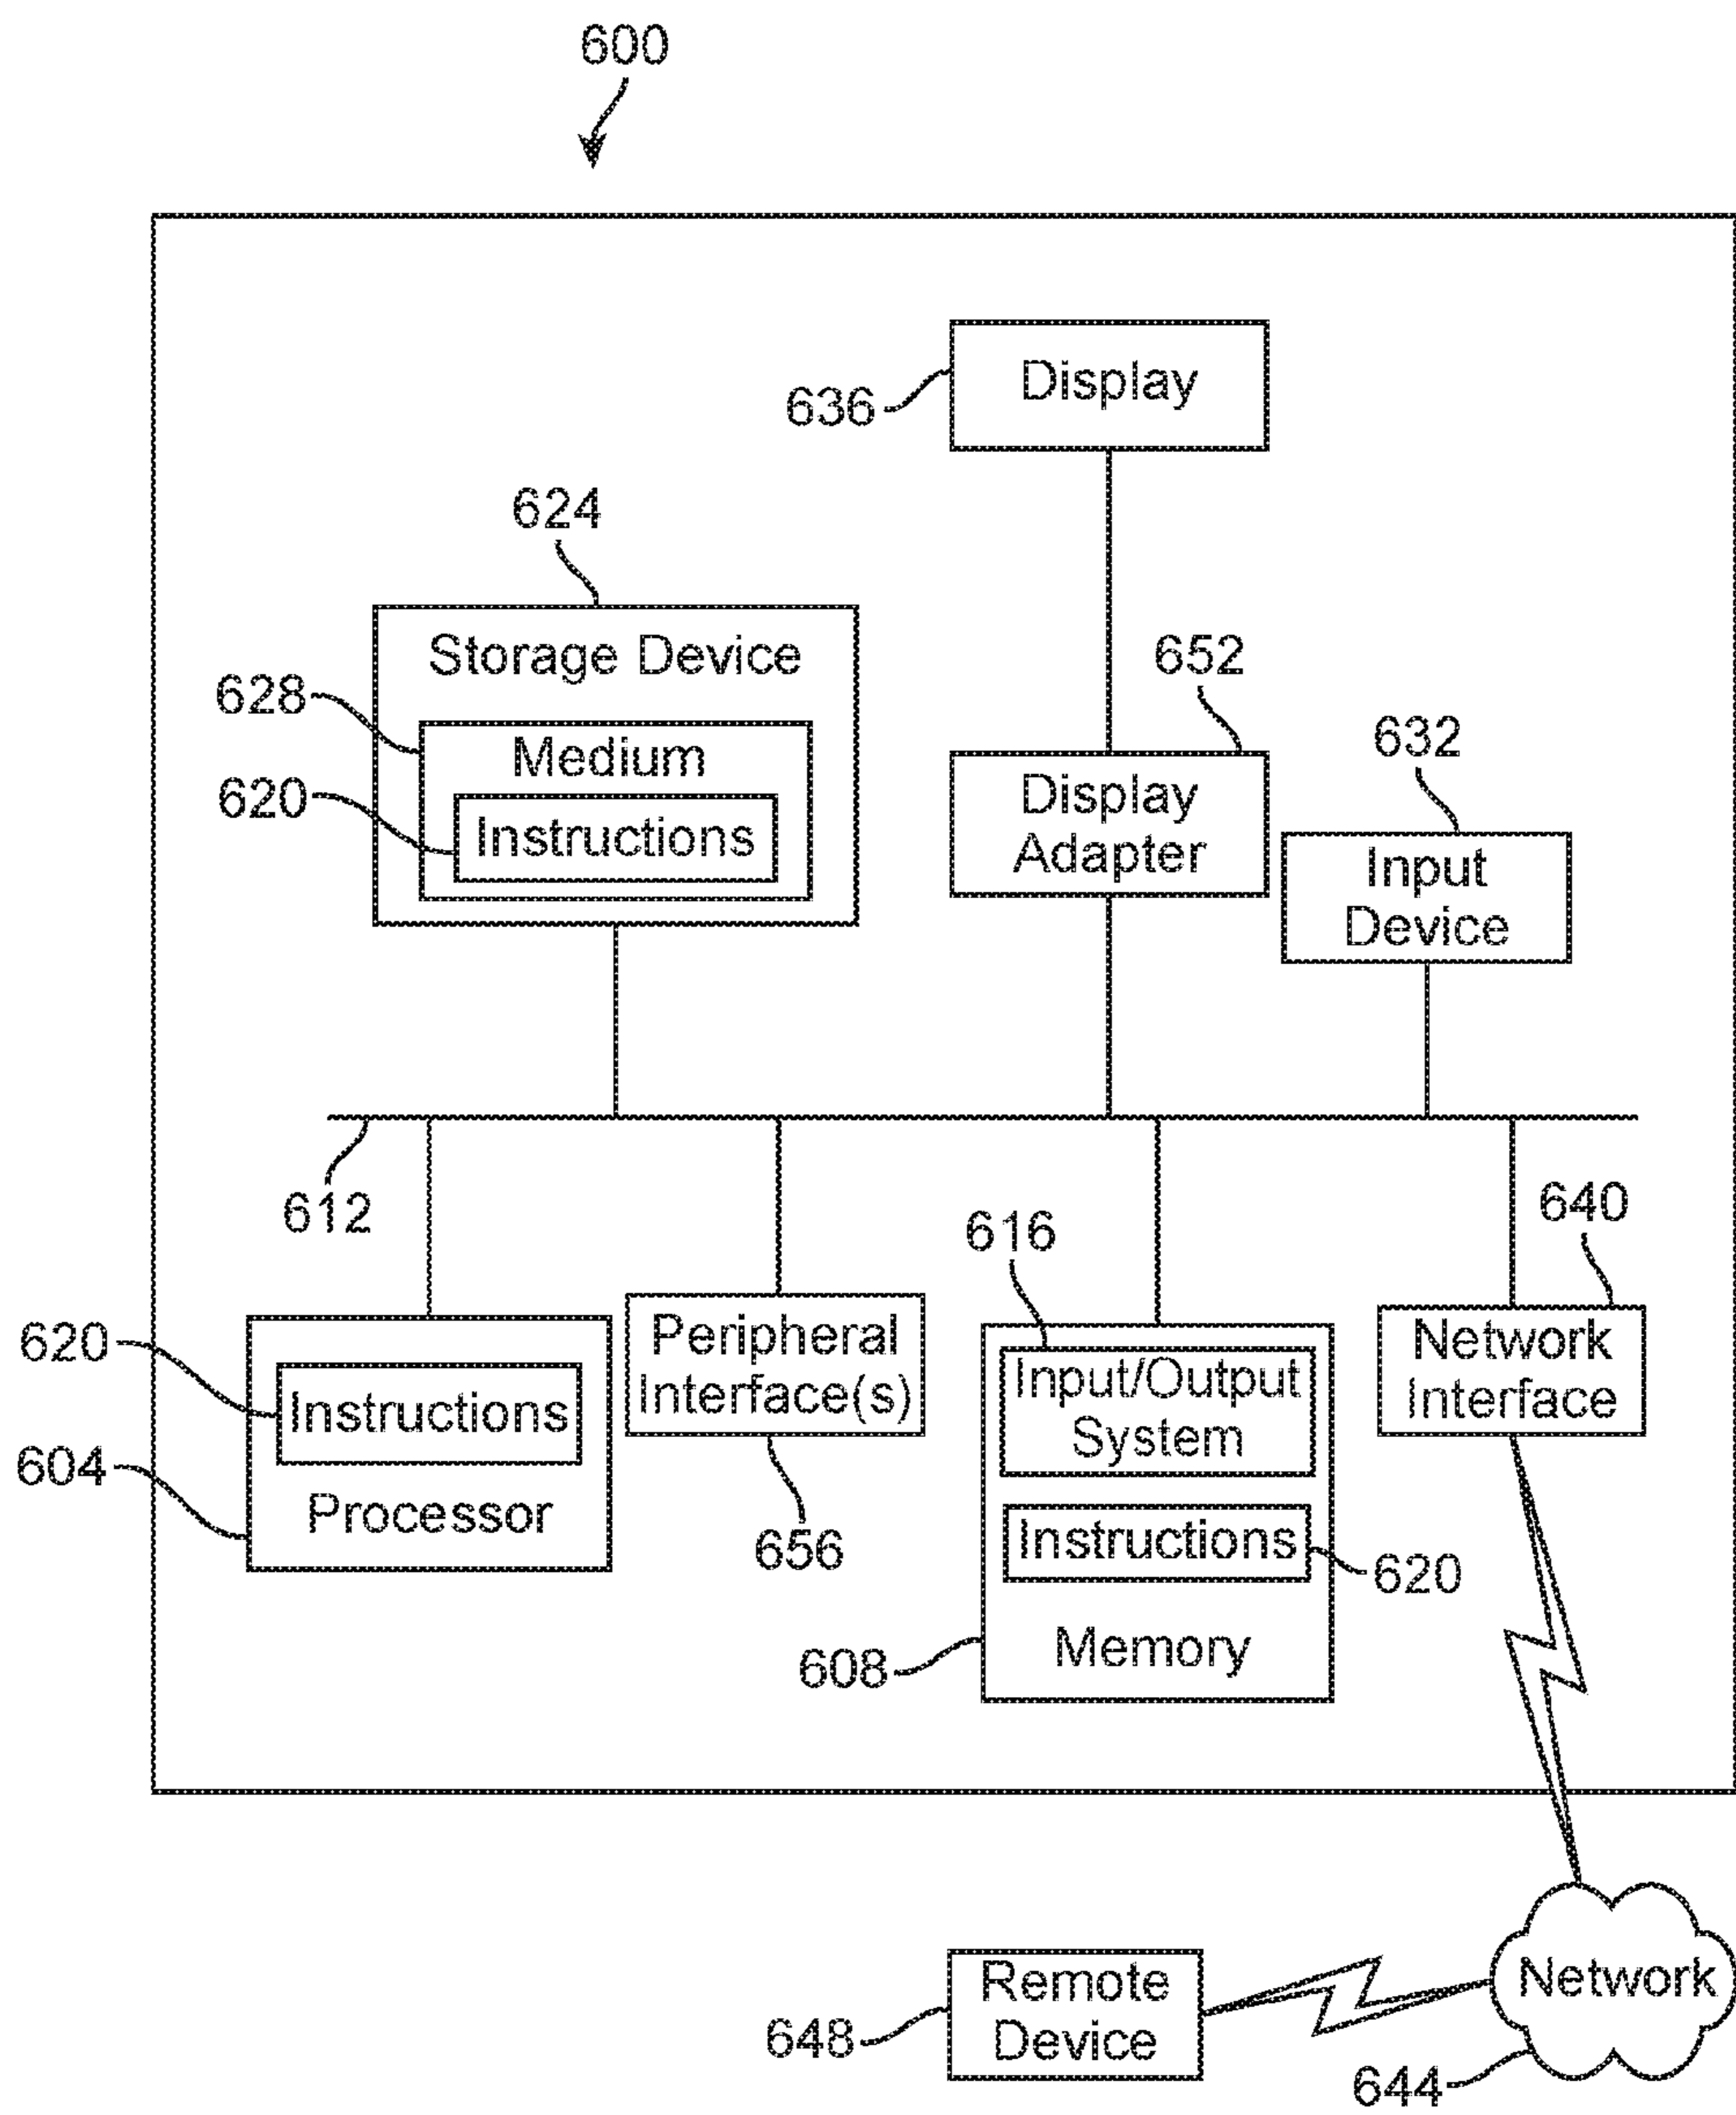 600
Display
636
624
Storage Device
652
628
Medium
632
620
Instructions
Display
Adapter
Input
Device
612
640
616
620
Instructions
Peripheral
Interface(s)
Input/Output
System
Network
Interface
604
Processor
656
Instructions
620
608
Memory
Remote
Device
Network
648
644